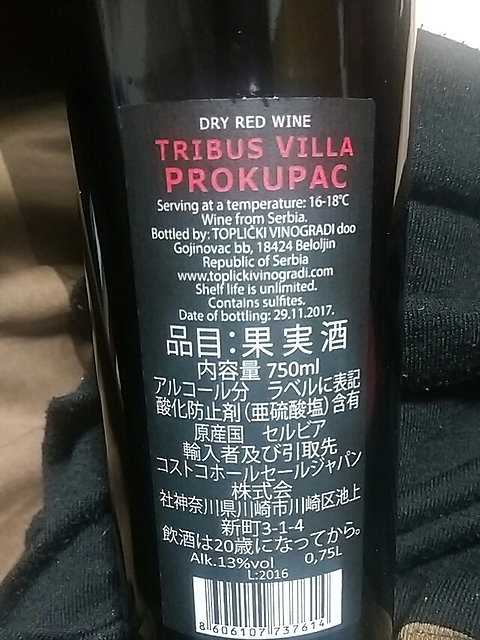 DRY RED WINE
TRIBUS VILLA
PROKUPAC
Serving at a temperature: 16-18°C
Wine from Serbia.
Bottled by: TOPLIČKI VINOGRADI doo
Gojinovac bb, 18424 Beloljin
Republic of Serbia
www.toplickivinogradi.com
Shelf life is unlimited.
Contains sulfites.
Date of bottling: 29.11.2017.
品目:果実酒
内容量 750ml
アルコール分 ラベルに表記
酸化防止剤(亜硫酸塩)含有
原産国 セルビア
輸入者及び引取先
コストコホールセールジャパン
株式会
社神奈川県川崎市川崎区池上
新町3-1-4
飲酒は20歳になってから。
Alk.13%vol 0,75L
L:2016
8 606107 737614